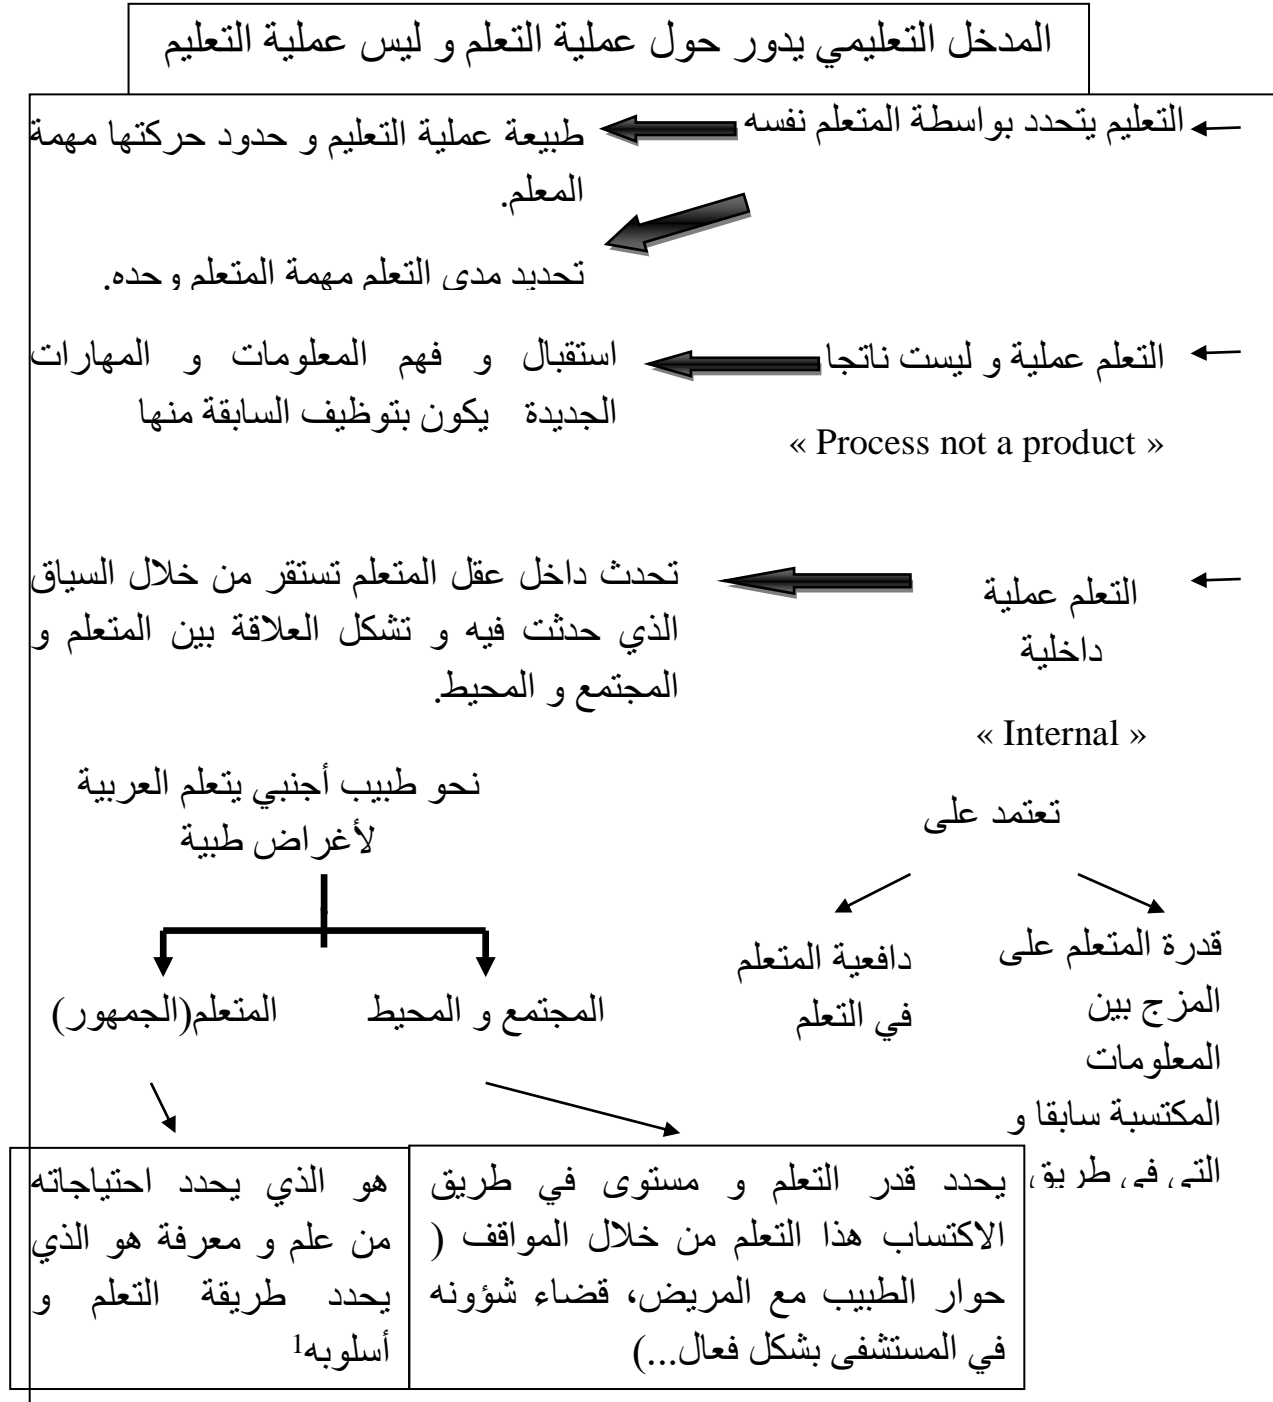 المدخل التعليمي يدور حول عملية التعلم و ليس عملية التعليم
التعليم يتحدد بواسطة المتعلم نفسه
طبيعة عملية التعليم و حدود حركتها مهمة
المعلم.
تحديد مدى التعلم مهمة المتعلم وحده.
التعلم عملية و ليست ناتجا
« Process not a product »
استقبال و فهم المعلومات و المهارات
الجديدة يكون بتوظيف السابقة منها
التعلم عملية
داخلية
« Internal »
تحدث داخل عقل المتعلم تستقر من خلال السياق
الذي حدثت فيه و تشكل العلاقة بين المتعلم و
المجتمع و المحيط.
تعتمد على
قدرة المتعلم على
المزج بين
المعلومات
المكتسبة سابقا و
التي في طريق
دافعية المتعلم
في التعلم
نحو طبيب أجنبي يتعلم العربية
لأغراض طبية
المجتمع و المحيط
المتعلم(الجمهور)
يحدد قدر التعلم و مستوى في طريق
الاكتساب هذا التعلم من خلال المواقف (
حوار الطبيب مع المريض، قضاء شؤونه
في المستشفى بشكل فعال...)
هو الذي يحدد احتياجاته
من علم و معرفة هو الذي
يحدد طريقة التعلم و
أسلوبه1